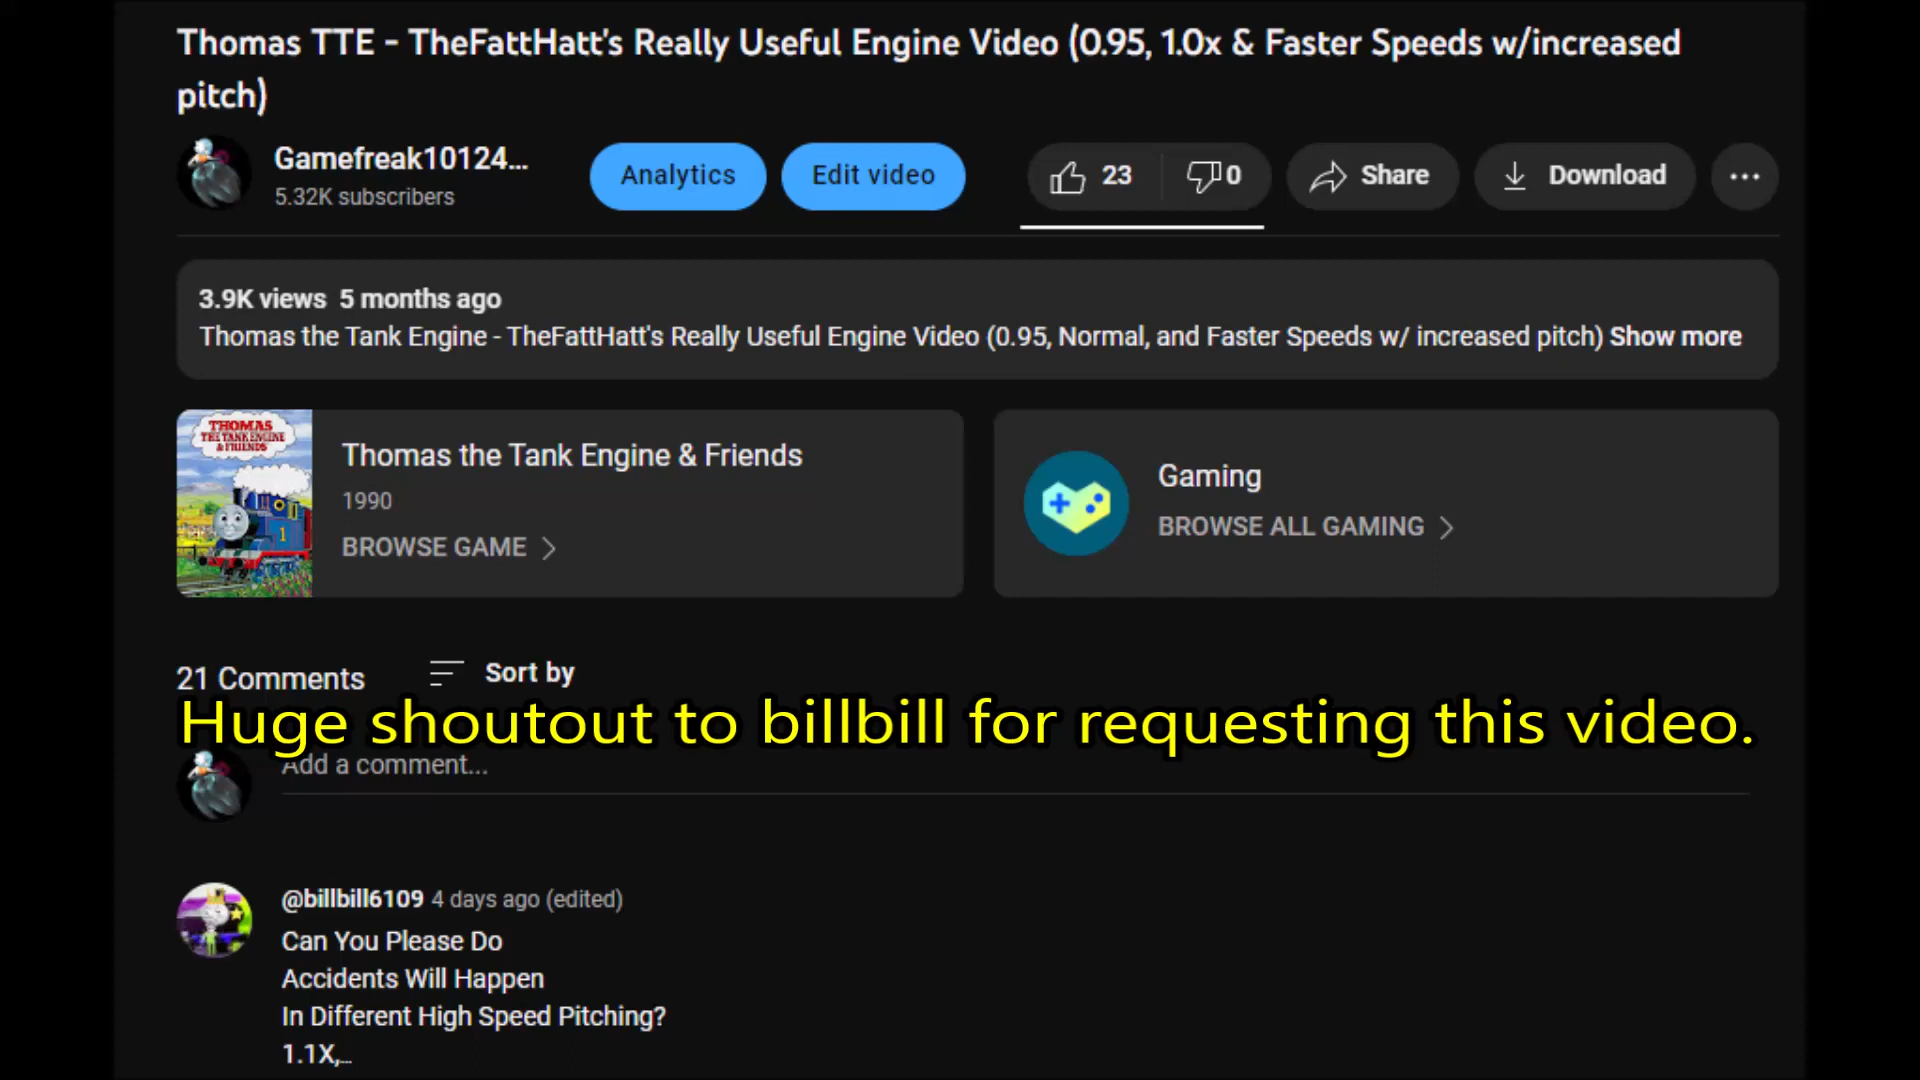 Thomas TTE - TheFattHatt's Really Useful Engine Video (0.95, 1.0x & Faster Speeds w/increased
pitch)
Gamefreak10124...
5.32K subscribers
Analytics
Edit video
23
0
Share
Download
3.9K views 5 months ago
Thomas the Tank Engine - TheFattHatt's Really Useful Engine Video (0.95, Normal, and Faster Speeds w/ increased pitch) Show more
THOMAS
THE TANK ENGINE
& FRIENDS
1
Thomas the Tank Engine & Friends
1990
BROWSE GAME
Gaming
BROWSE ALL GAMING
21 Comments
Sort by
Huge shoutout to billbill for requesting this video.
Add a comment...
@billbill6109 4 days ago (edited)
Can You Please Do
Accidents Will Happen
In Different High Speed Pitching?
1.1X,...